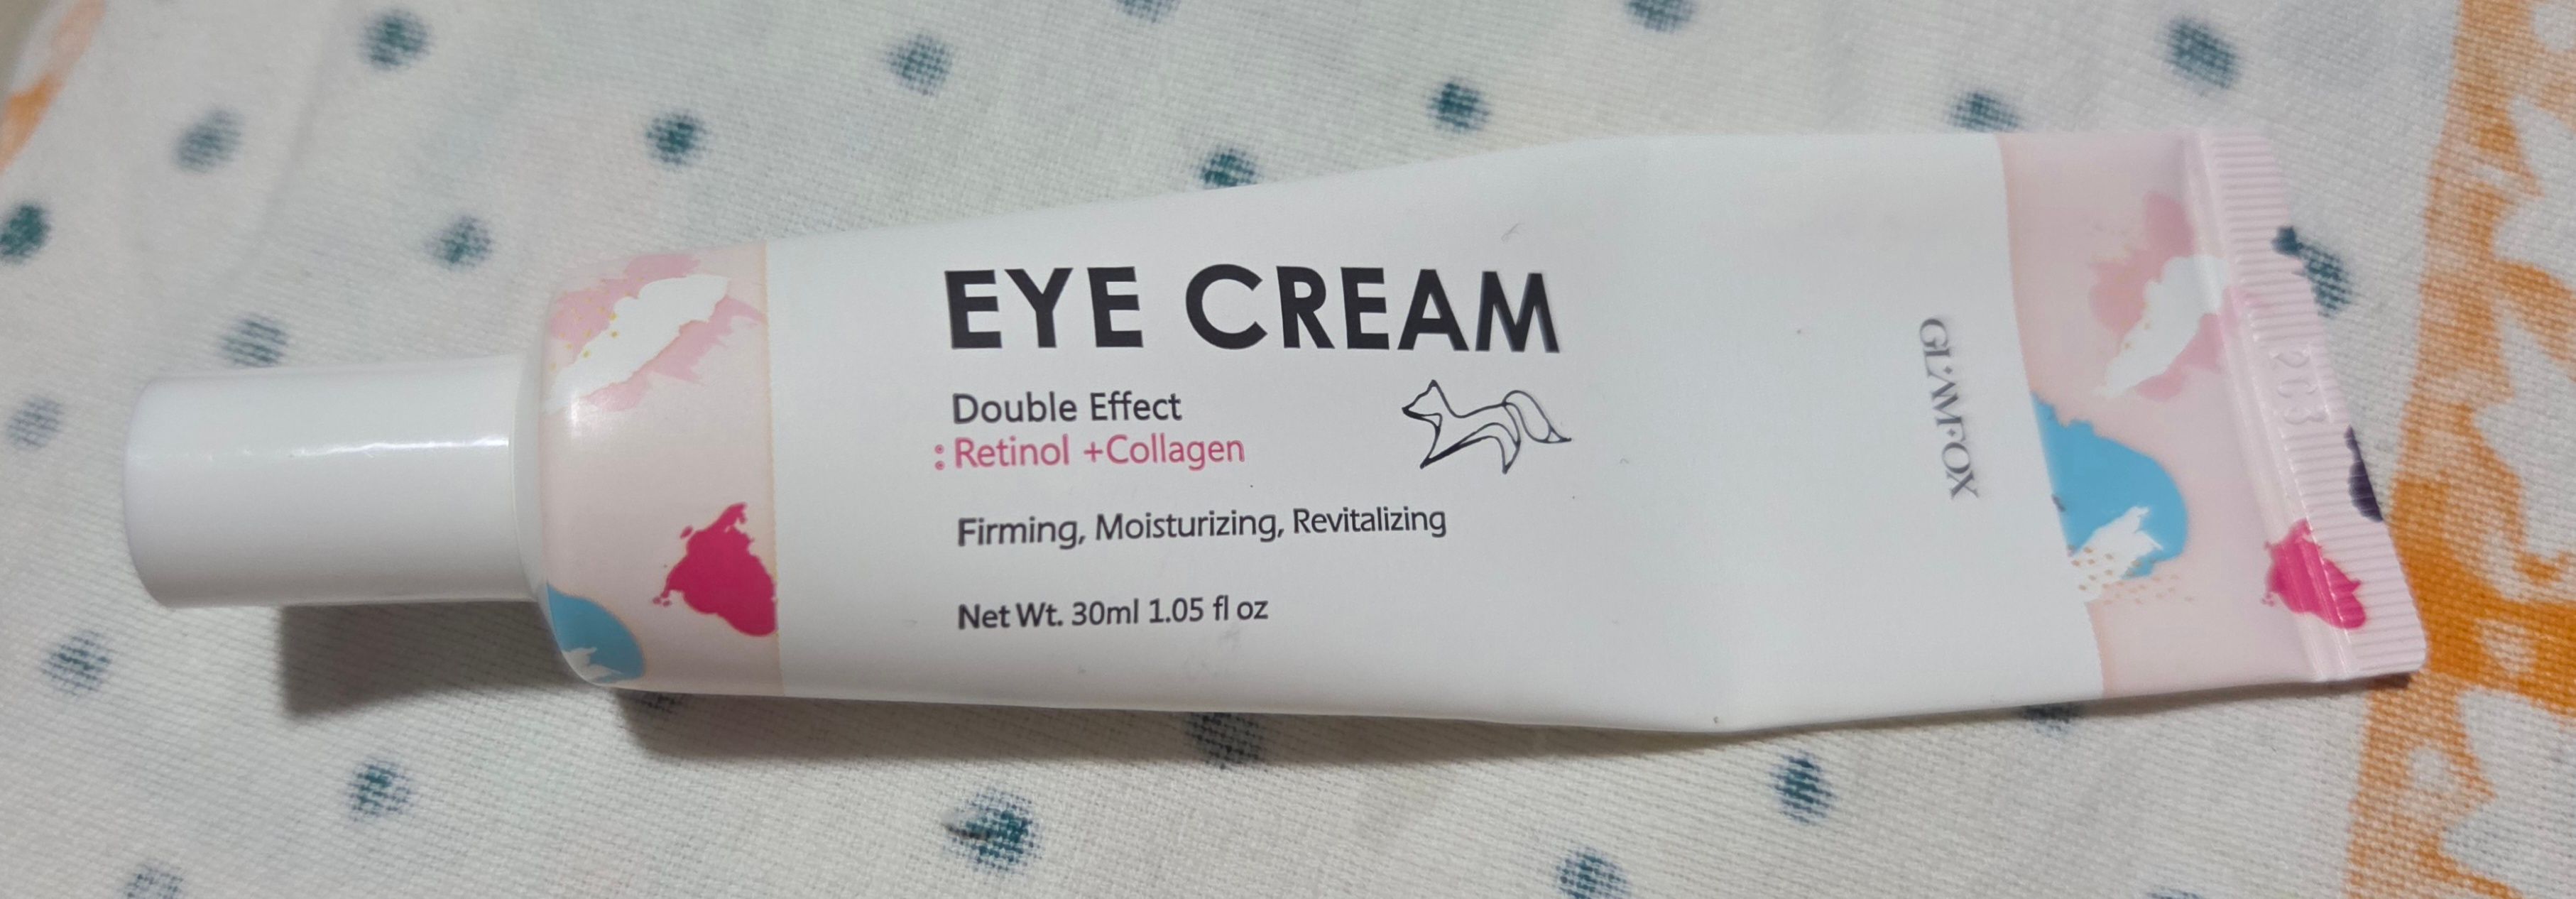 EYE CREAM
Double Effect
: Retinol +Collagen
Firming, Moisturizing, Revitalizing
Net Wt. 30ml 1.05 fl oz
GLAMFOX